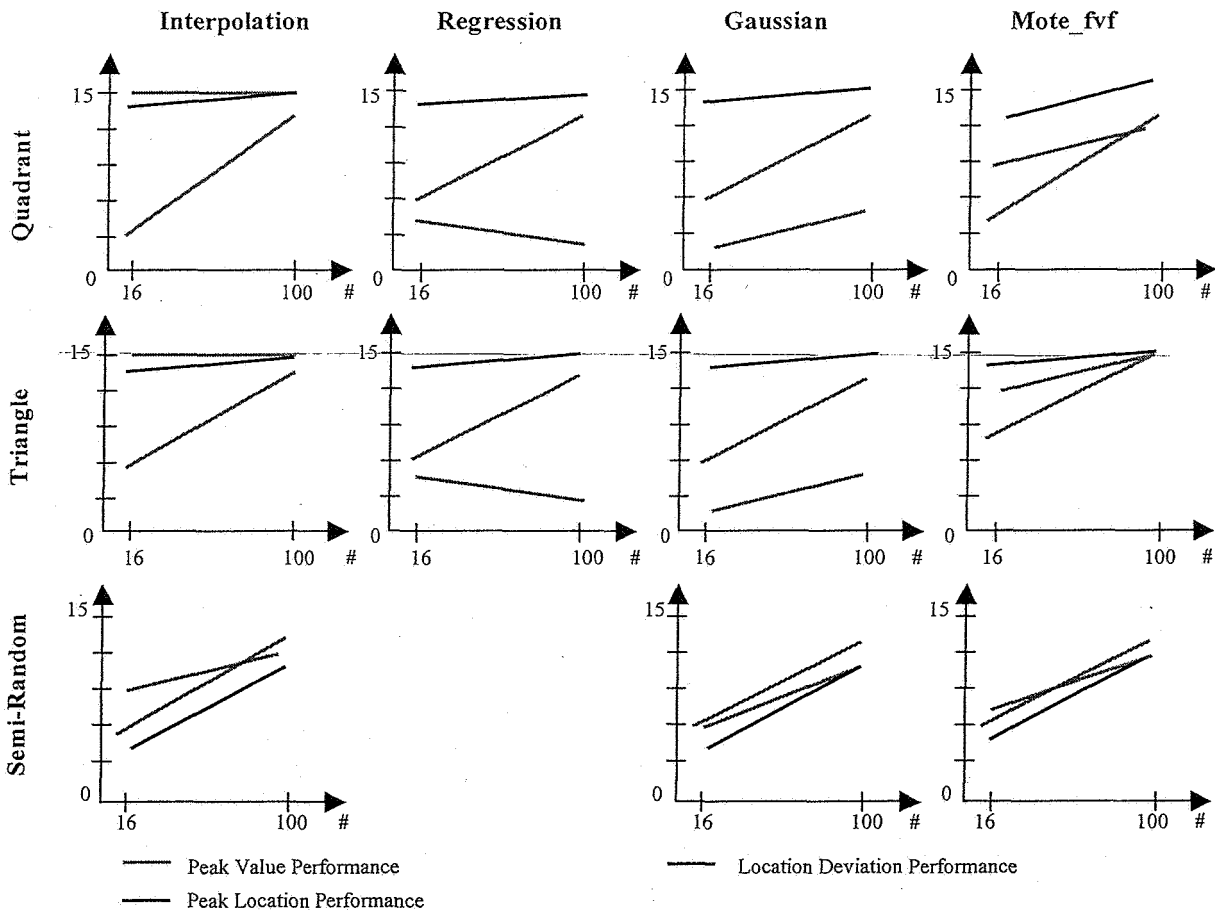 Interpolation Regression Gaussian Mote_fvf
Quadrant
15 15 15 15
0 0 0 0
16 100 # 16 100 # 16 100 # 16 100 #
Triangle
15 15 15 15
0 0 0 0
16 100 # 16 100 # 16 100 # 16 100 #
Semi-Random
15 15 15
0 0 0
16 100 # 16 100 # 16 100 #
Peak Value Performance Location Deviation Performance
Peak Location Performance